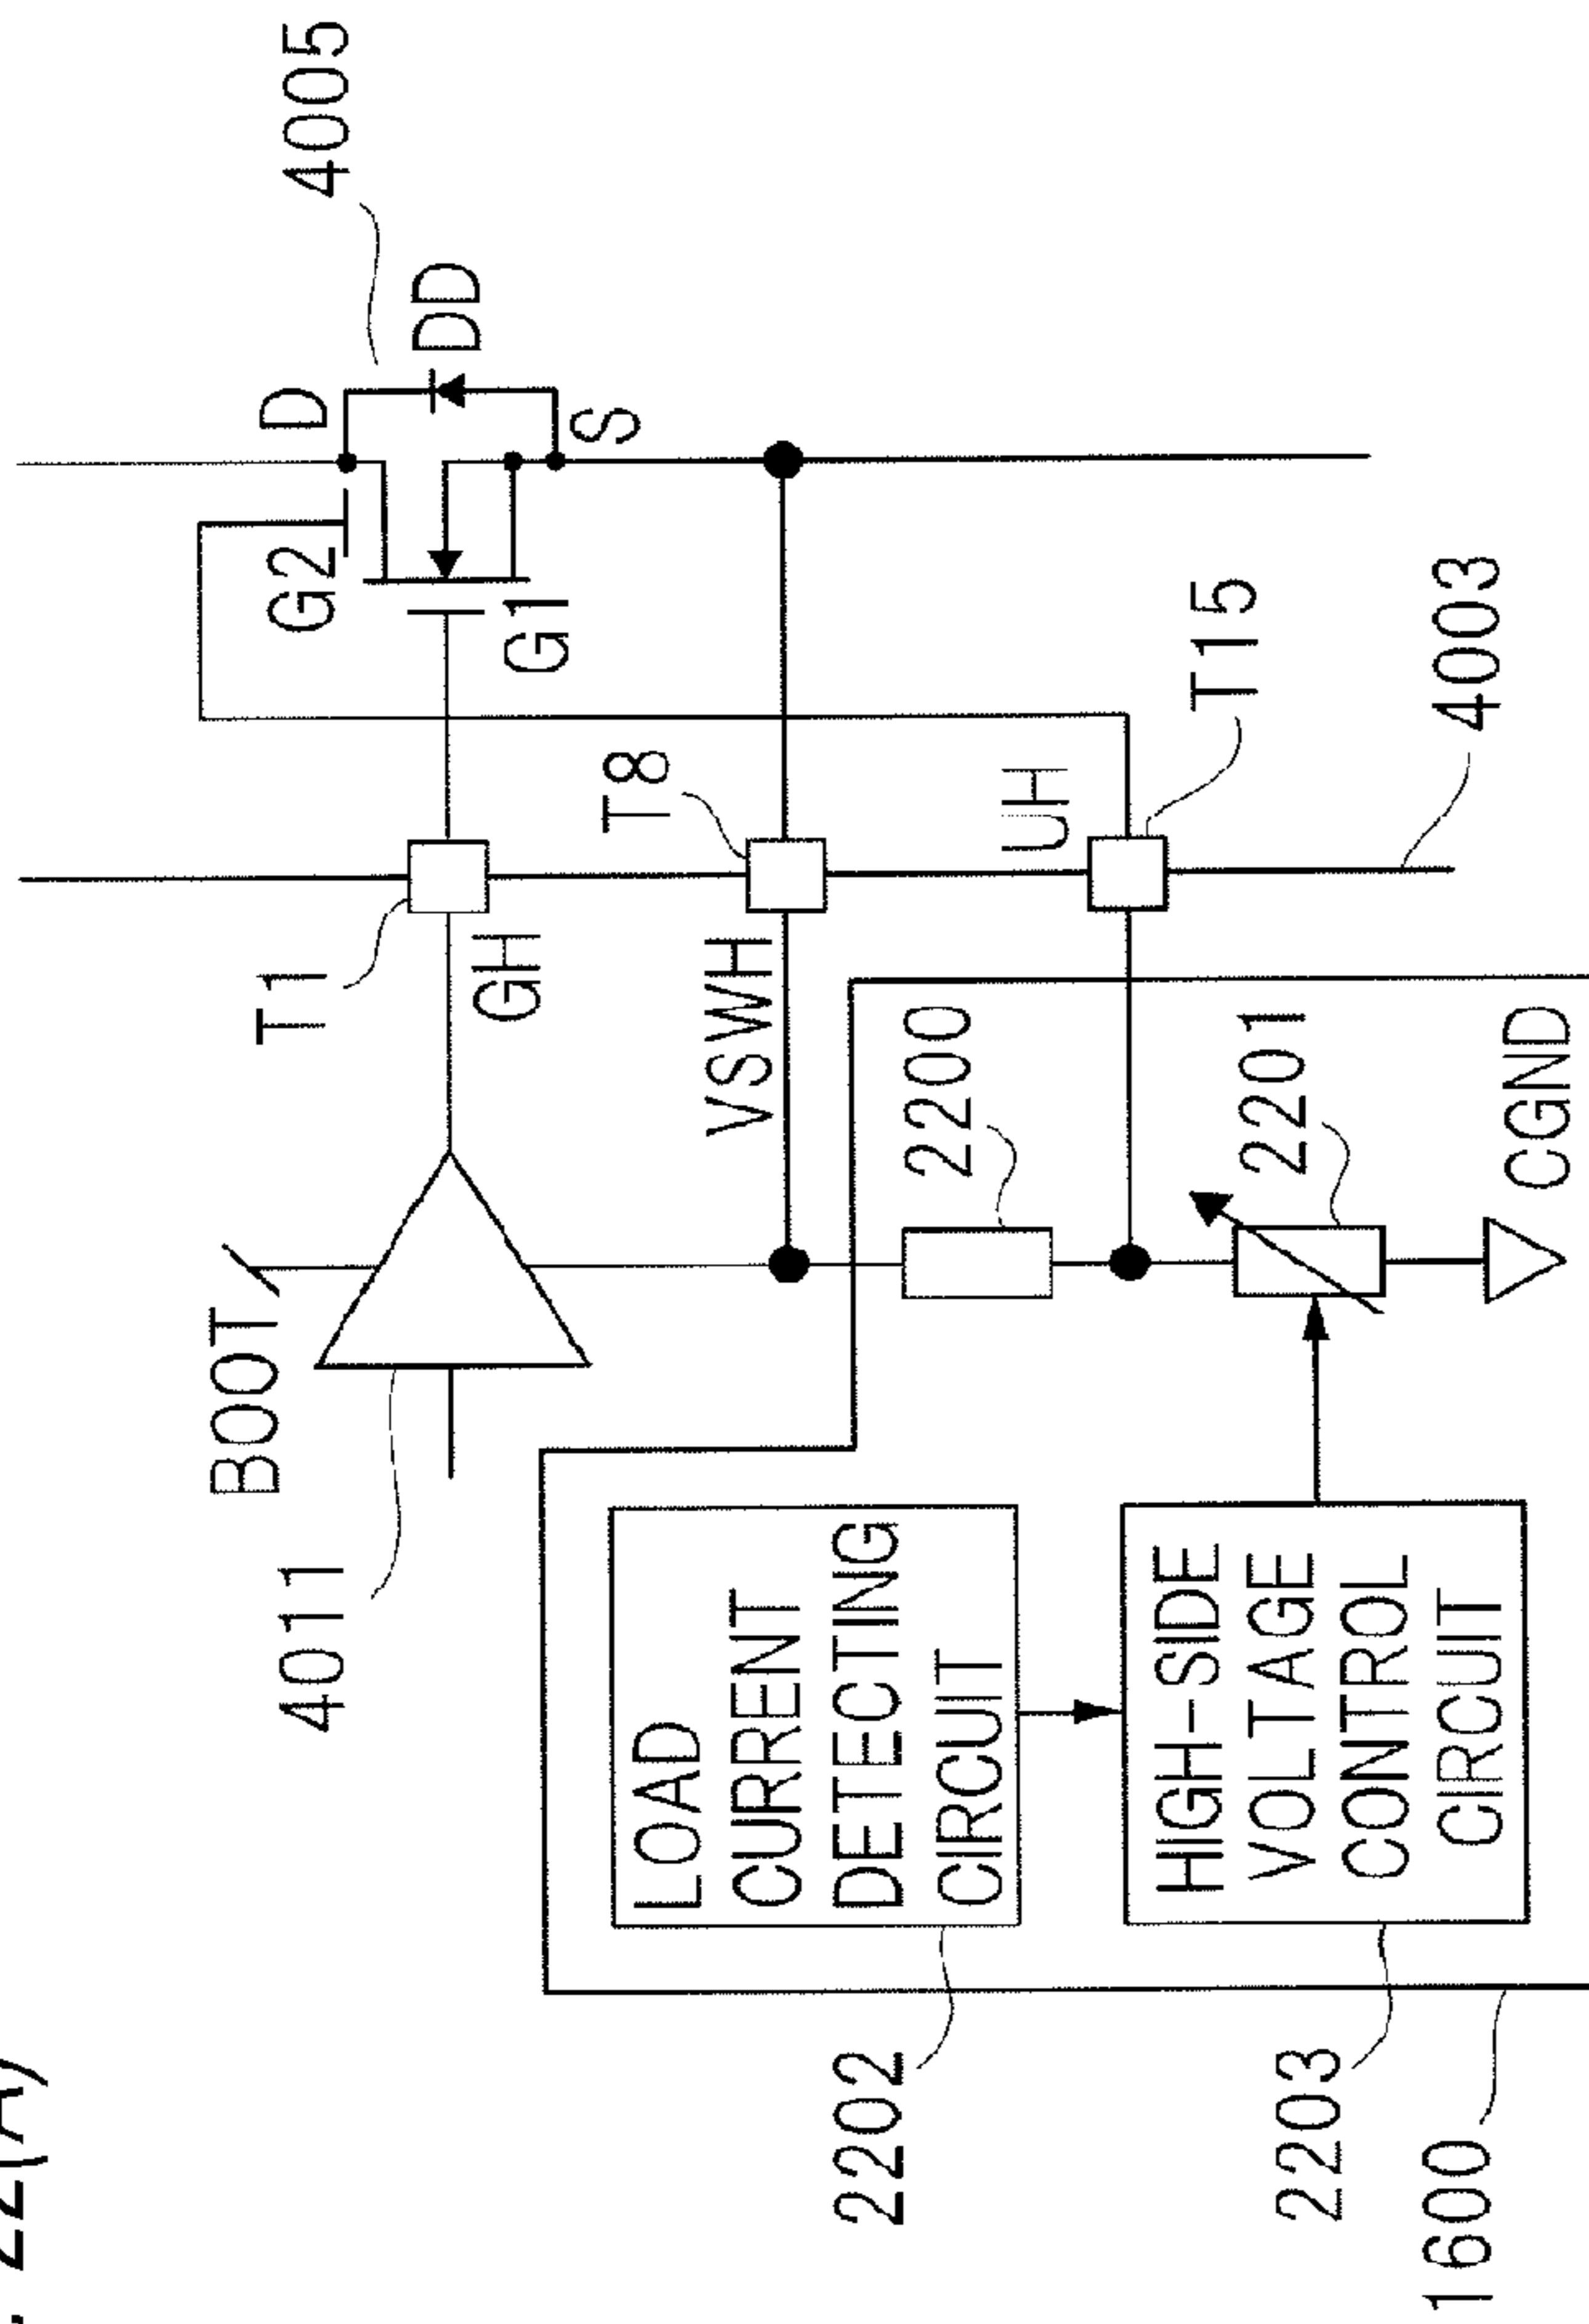 22(A)
BOOT
4011
T1
GH
G2
G1
D
DD
S
4005
VSWH
T8
UH
T15
4003
2200
2201
CGND
LOAD
CURRENT
DETECTING
CIRCUIT
HIGH-SIDE
VOLTAGE
CONTROL
CIRCUIT
2202
2203
1600